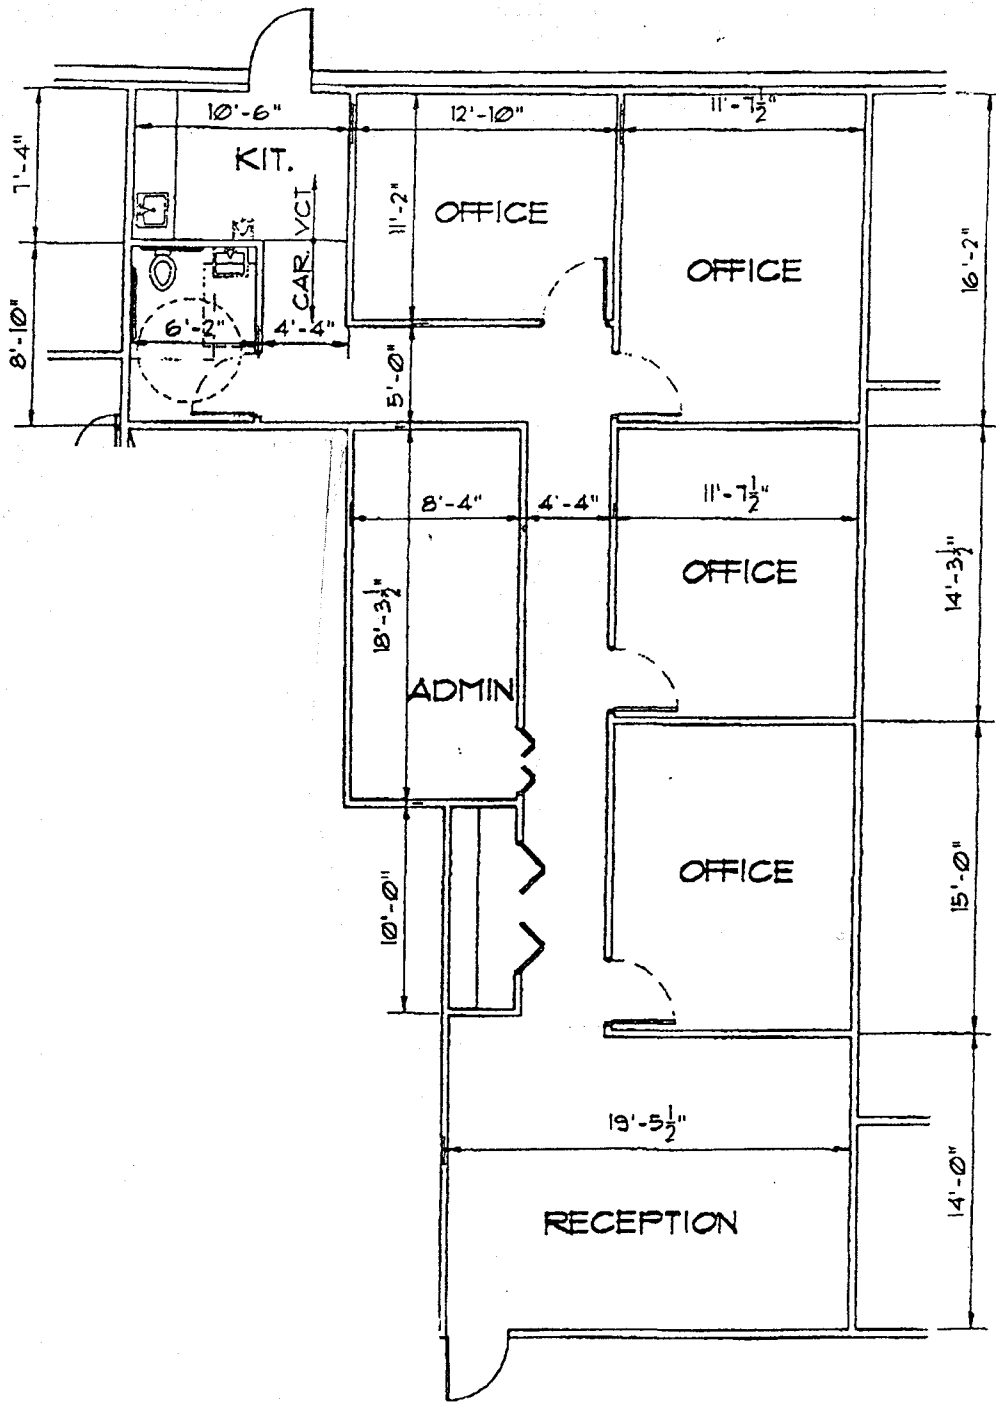 10'-6"
12'-10"
11'-7½"
7'-4"
KIT.
VCT
CAR.
11'-2"
OFFICE
OFFICE
16'-2"
8'-10"
6'-2"
4'-4"
5'-0"
8'-4"
4'-4"
11'-7½"
OFFICE
14'-3½"
18'-3½"
ADMIN
10'-0"
OFFICE
15'-0"
19'-5½"
14'-0"
RECEPTION